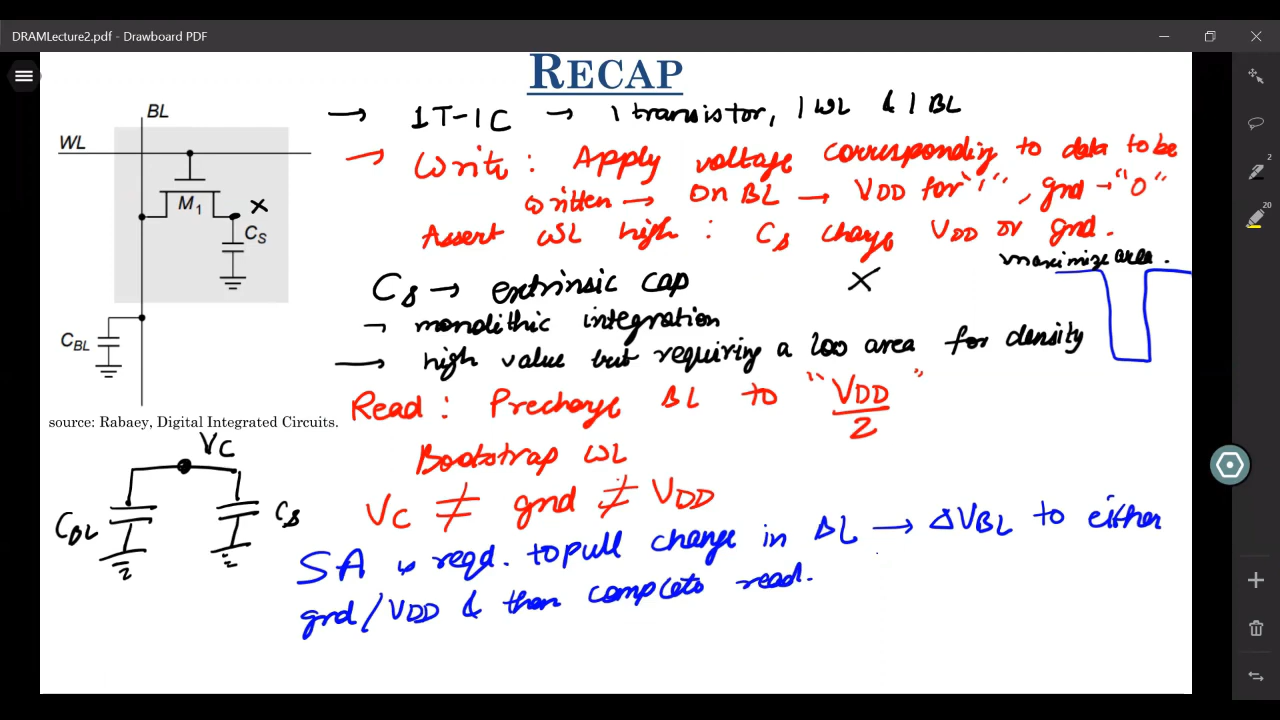 DRAMLecture2.pdf - Drawboard PDF
RECAP
→ 1T-1C → 1 transistor, 1 WL & 1 BL
→ Write : Apply voltage corresponding to data to be
written → on BL → VDD for "1", gnd → "0"
Assert WL high : Cs charge VDD or gnd.
maximize area.
Cs → extrinsic cap X
→ monolithic integration
→ high value but requiring a low area for density
Read : Precharge BL to "VDD/2"
Bootstrap WL
VC ≠ gnd ≠ VDD
SA is reqd. to pull change in BL → ΔVBL to either
gnd/VDD & then complete read.
BL
WL
M1
X
CS
CBL
source: Rabaey, Digital Integrated Circuits.
VC
CBL
Cs
2
20